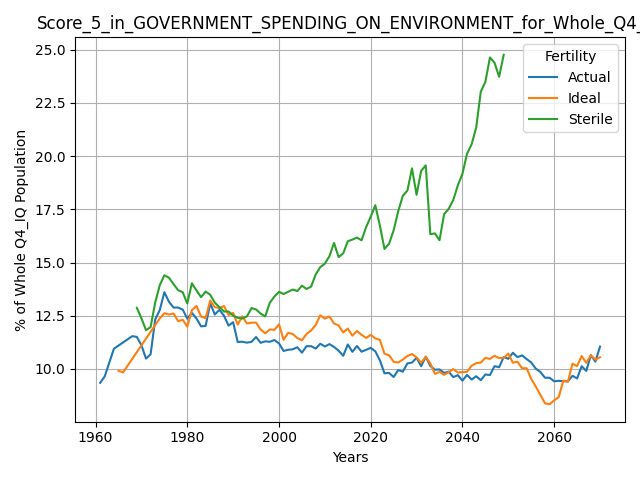 Score_5_in_GOVERNMENT_SPENDING_ON_ENVIRONMENT_for_Whole_Q4_
25.0
22.5
20.0
17.5
15.0
12.5
10.0
% of Whole Q4_IQ Population
Fertility
Actual
Ideal
Sterile
1960
1980
2000
2020
2040
2060
Years